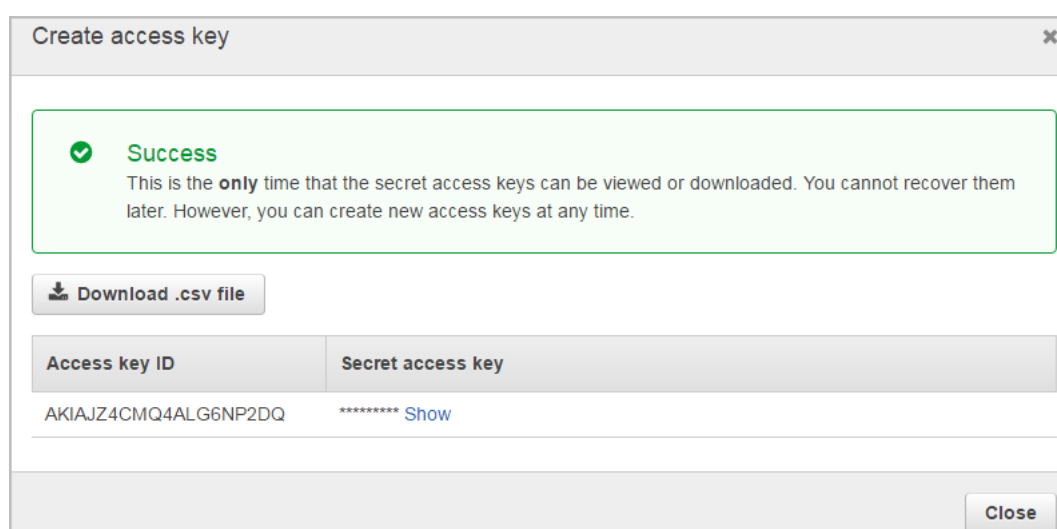 Create access key
Success
This is the only time that the secret access keys can be viewed or downloaded. You cannot recover them
later. However, you can create new access keys at any time.
Download .csv file
Access key ID Secret access key
AKIAJZ4CMQ4ALG6NP2DQ ********* Show
Close